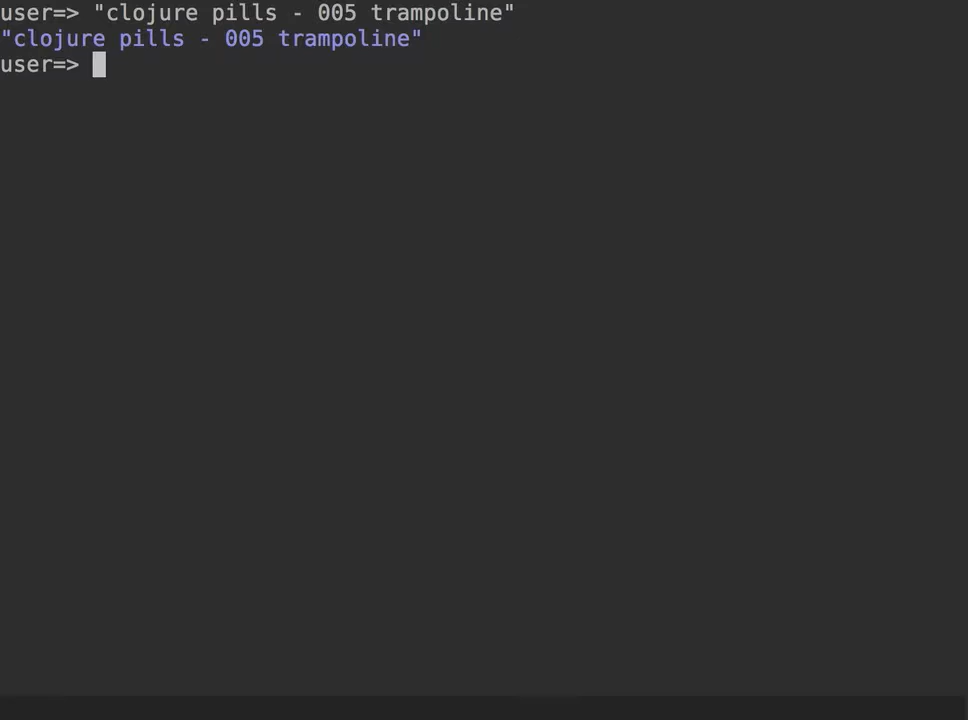 user=> "clojure pills - 005 trampoline"
"clojure pills - 005 trampoline"
user=>